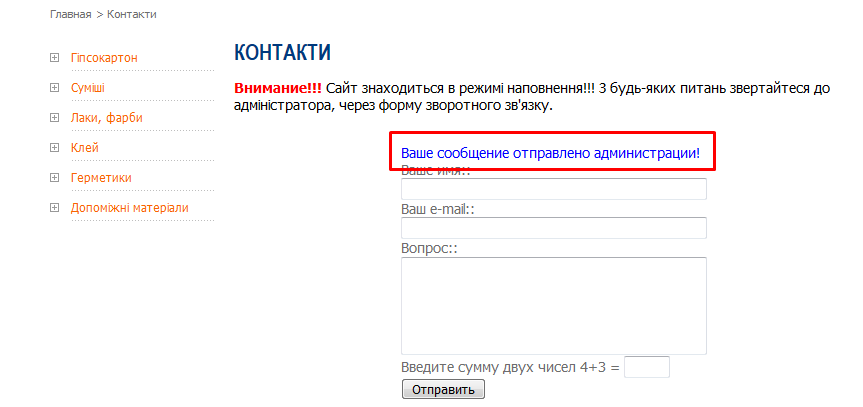 Главная > Контакти
Гіпсокартон
Суміші
Лаки, фарби
Клей
Герметики
Допоміжні матеріали
КОНТАКТИ
Внимание!!! Сайт знаходиться в режимі наповнення!!! З будь-яких питань звертайтеся до
адміністратора, через форму зворотного зв'язку.
Ваше сообщение отправлено администрации!
Ваше имя::
Ваш e-mail::
Вопрос::
Введите сумму двух чисел 4+3 =
Отправить